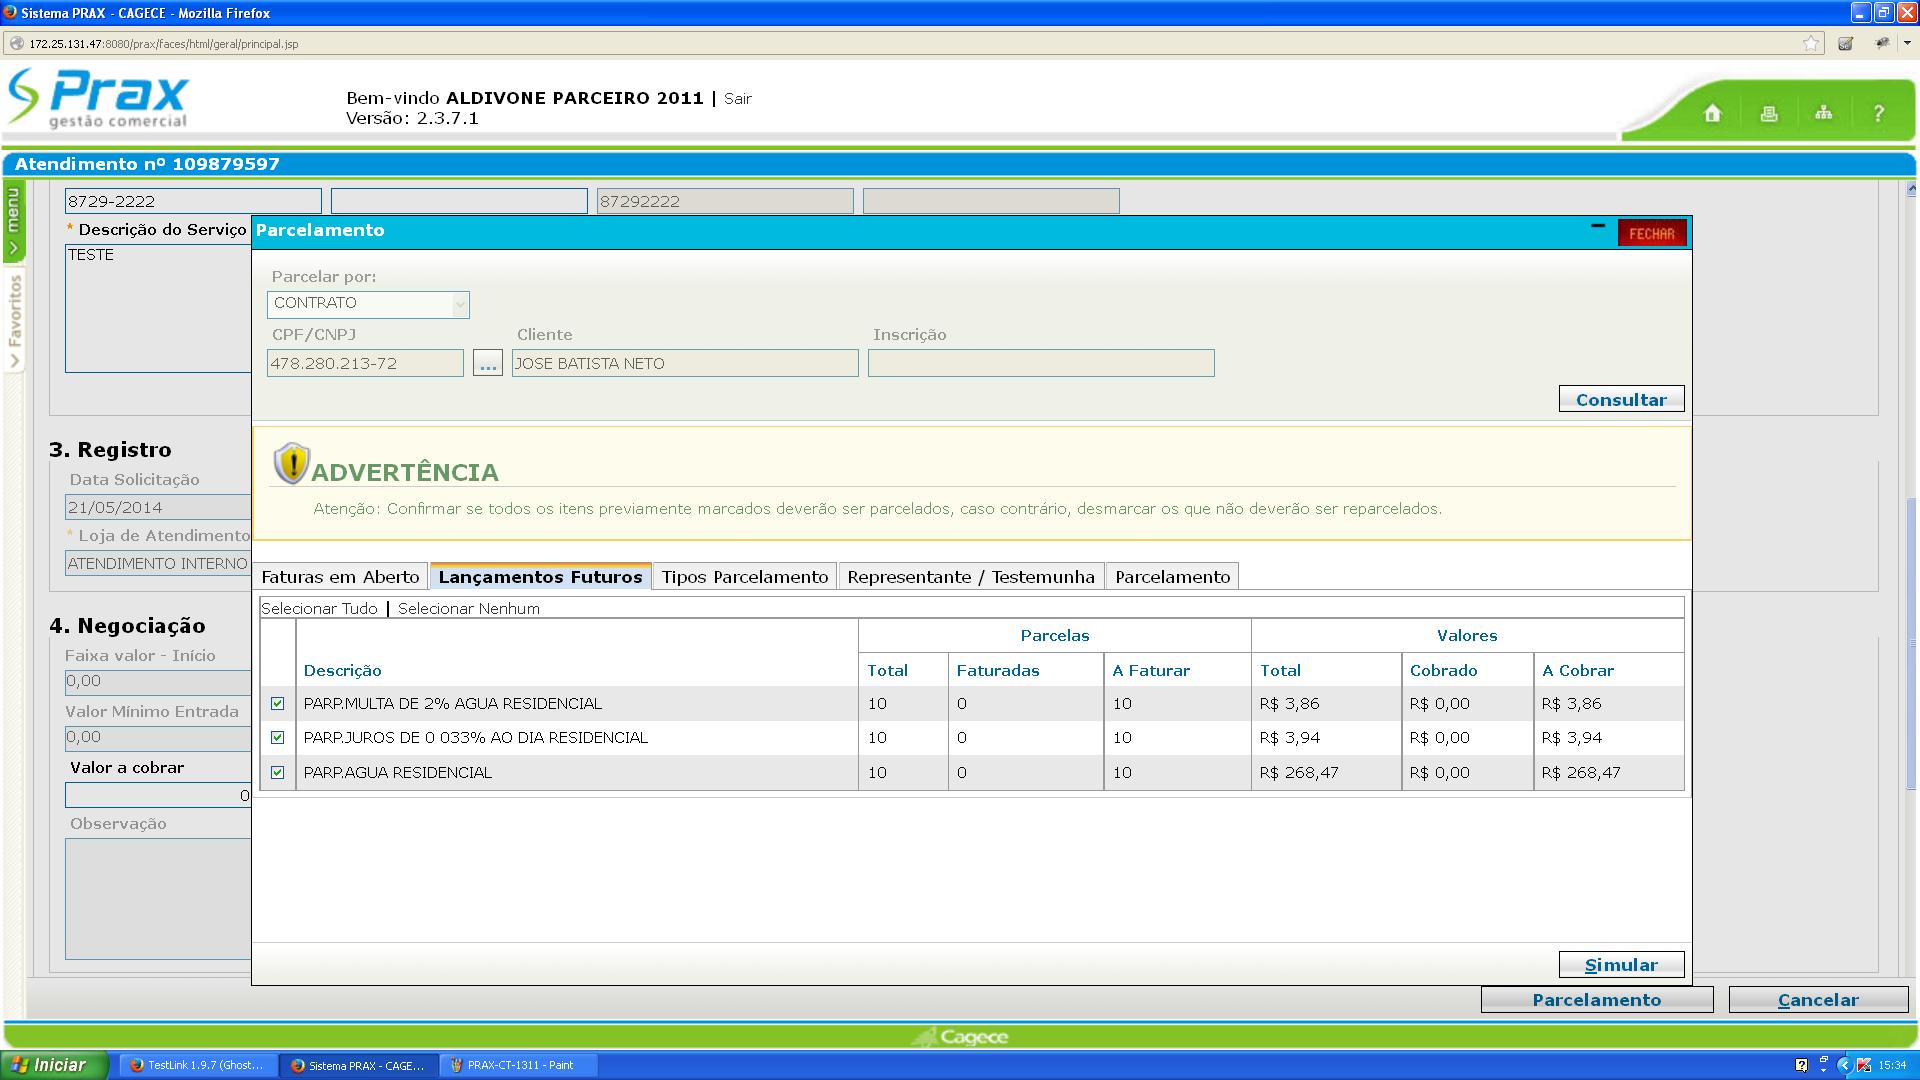 Sistema PRAX - CAGECE - Mozilla Firefox
172.25.131.47:8080/prax/faces/html/geral/principal.jsp
Prax
gestão comercial
Bem-vindo ALDIVONE PARCEIRO 2011 | Sair
Versão: 2.3.7.1
?
Atendimento nº 109879597
menu
Favoritos
8729-2222
87292222
* Descrição do Serviço
TESTE
Parcelamento
FECHAR
Parcelar por:
CONTRATO
CPF/CNPJ Cliente Inscrição
478.280.213-72 ... JOSE BATISTA NETO
Consultar
ADVERTÊNCIA
Atenção: Confirmar se todos os itens previamente marcados deverão ser parcelados, caso contrário, desmarcar os que não deverão ser reparcelados.
3. Registro
Data Solicitação
21/05/2014
* Loja de Atendimento
ATENDIMENTO INTERNO
Faturas em Aberto Lançamentos Futuros Tipos Parcelamento Representante / Testemunha Parcelamento
Selecionar Tudo | Selecionar Nenhum
Parcelas Valores
Descrição Total Faturadas A Faturar Total Cobrado A Cobrar
PARP.MULTA DE 2% AGUA RESIDENCIAL 10 0 10 R$ 3,86 R$ 0,00 R$ 3,86
PARP.JUROS DE 0 033% AO DIA RESIDENCIAL 10 0 10 R$ 3,94 R$ 0,00 R$ 3,94
PARP.AGUA RESIDENCIAL 10 0 10 R$ 268,47 R$ 0,00 R$ 268,47
4. Negociação
Faixa valor - Início
0,00
Valor Mínimo Entrada
0,00
Valor a cobrar
0
Observação
Simular
Parcelamento Cancelar
Cagece
Iniciar TestLink 1.9.7 (Ghost... Sistema PRAX - CAGE... PRAX-CT-1311 - Paint 15:34